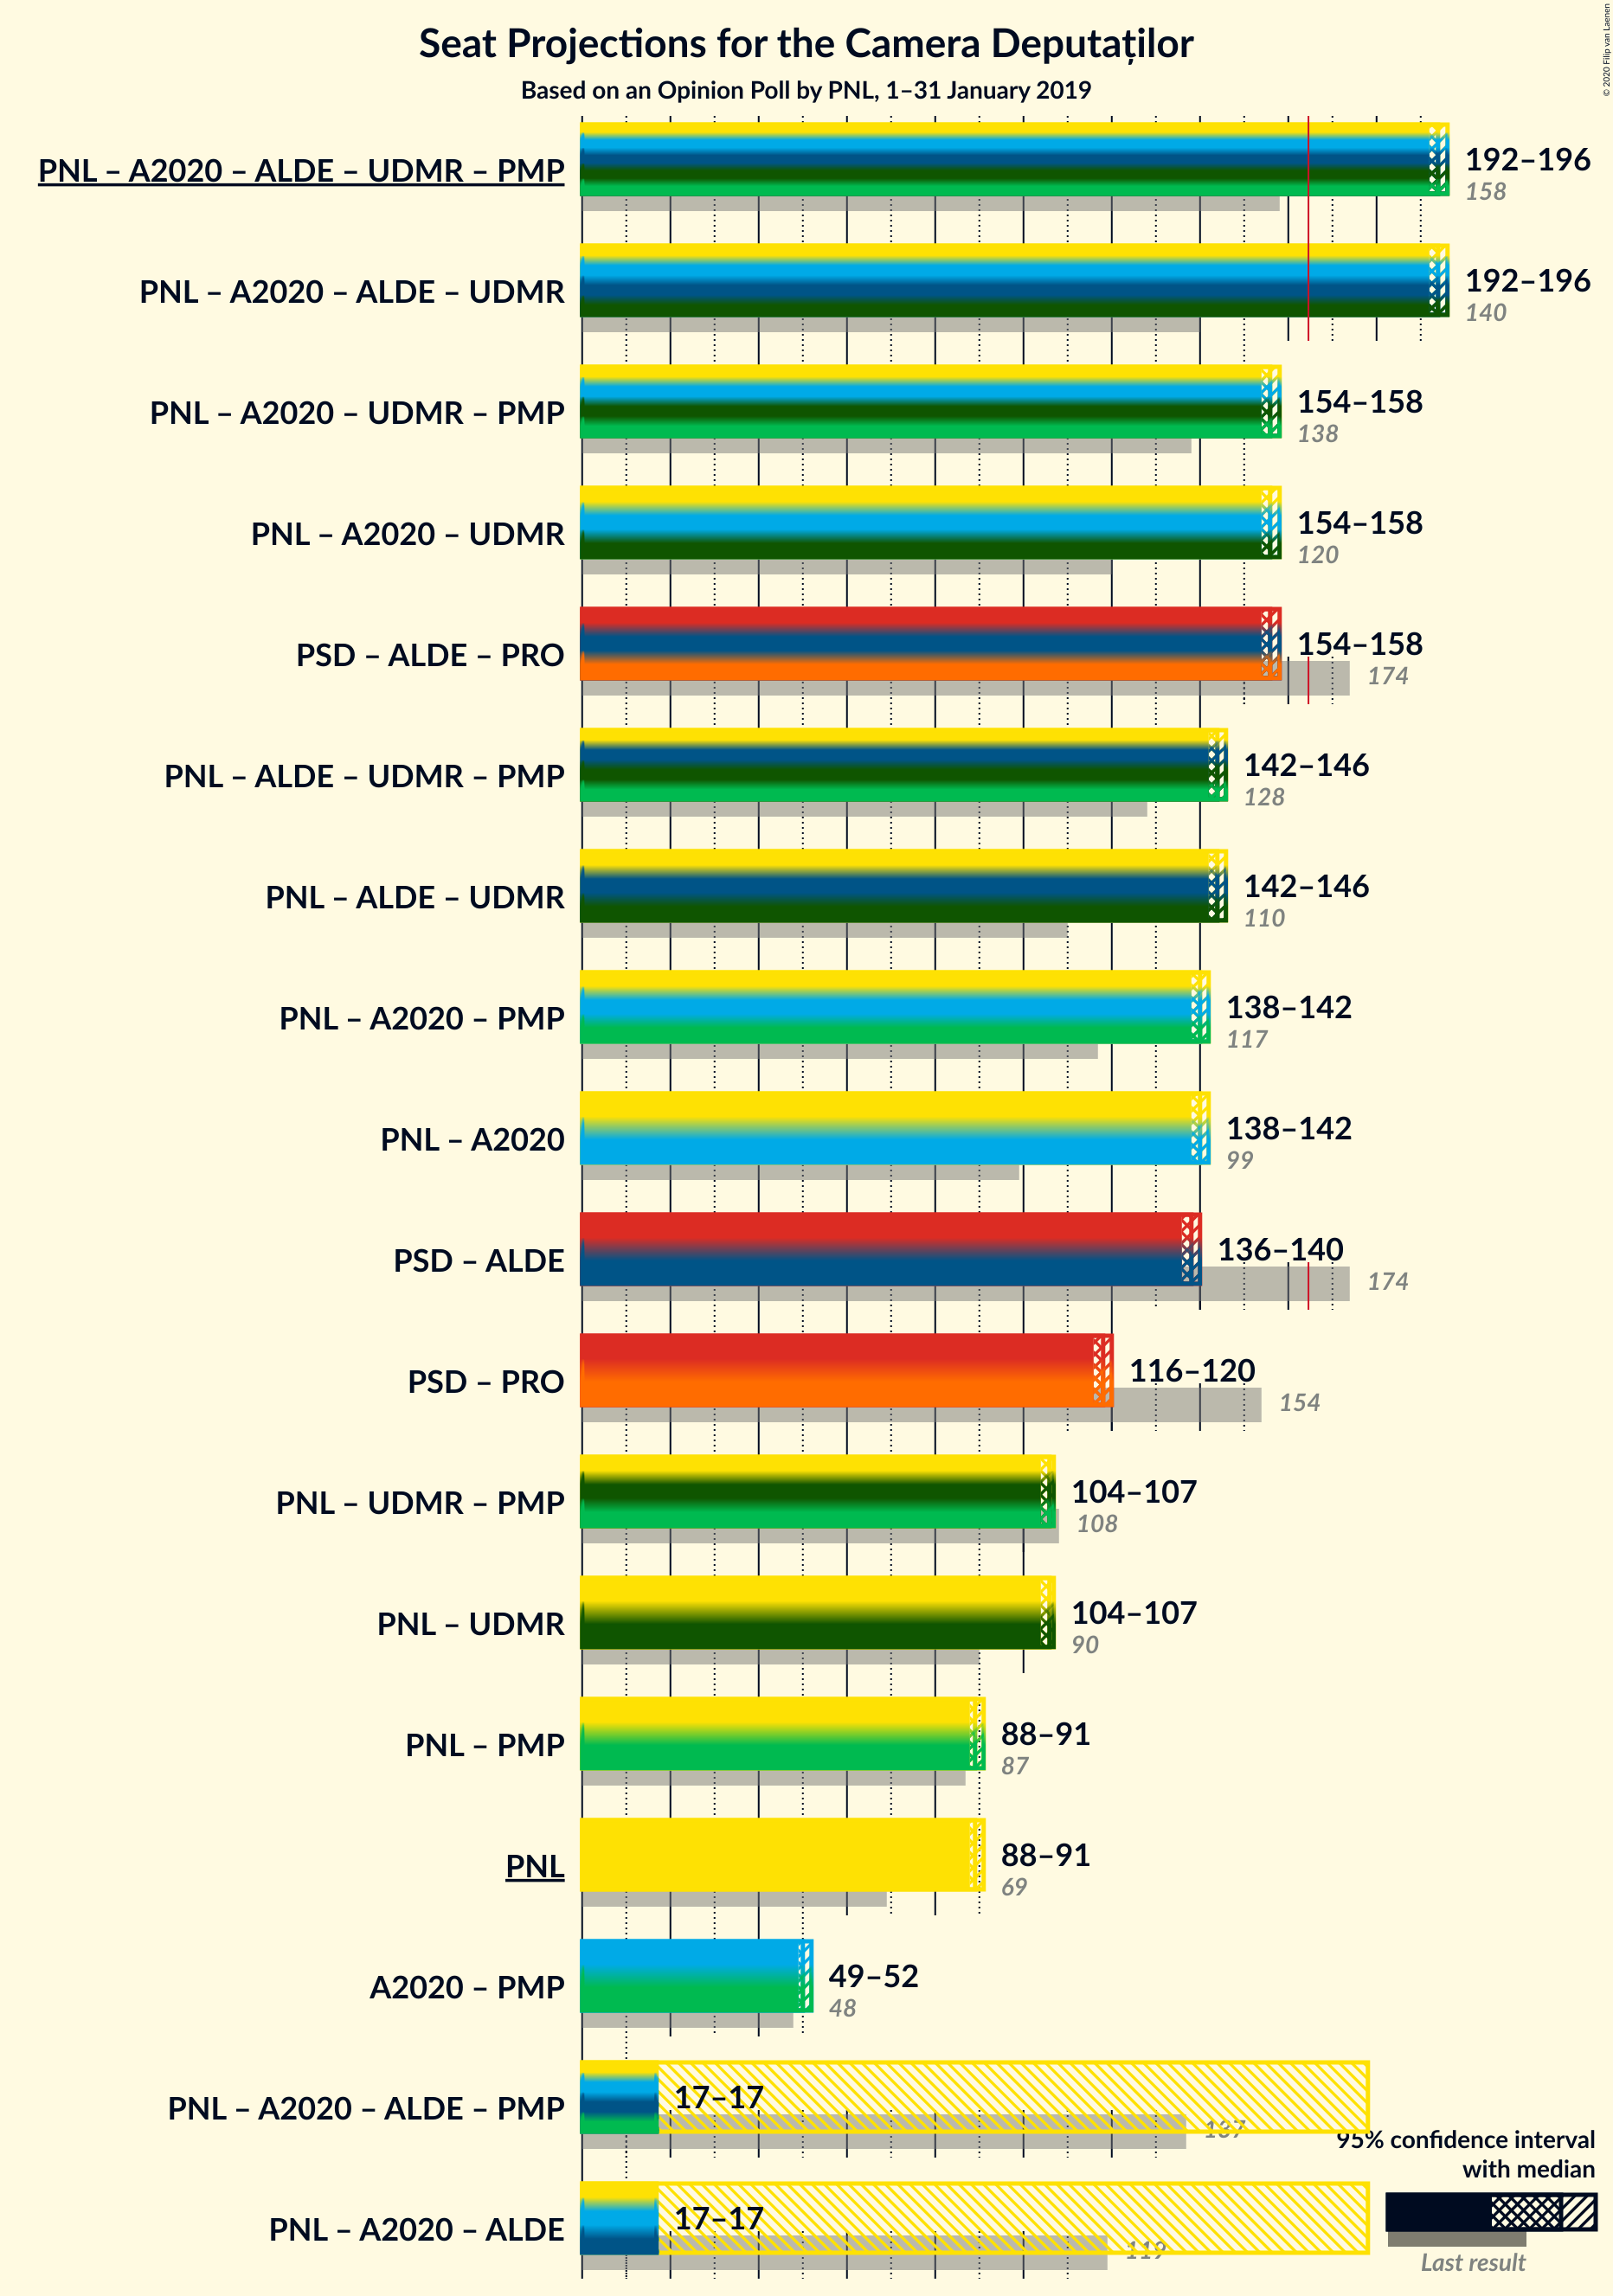 Seat Projections for the Camera Deputaților
Based on an Opinion Poll by PNL, 1–31 January 2019
© 2020 Filip van Laenen
PNL – A2020 – ALDE – UDMR – PMP
192–196
158
PNL – A2020 – ALDE – UDMR
192–196
140
PNL – A2020 – UDMR – PMP
154–158
138
PNL – A2020 – UDMR
154–158
120
PSD – ALDE – PRO
154–158
174
PNL – ALDE – UDMR – PMP
142–146
128
PNL – ALDE – UDMR
142–146
110
PNL – A2020 – PMP
138–142
117
PNL – A2020
138–142
99
PSD – ALDE
136–140
174
PSD – PRO
116–120
154
PNL – UDMR – PMP
104–107
108
PNL – UDMR
104–107
90
PNL – PMP
88–91
87
PNL
88–91
69
A2020 – PMP
49–52
48
PNL – A2020 – ALDE – PMP
17–17
137
PNL – A2020 – ALDE
17–17
119
95% confidence interval
with median
Last result